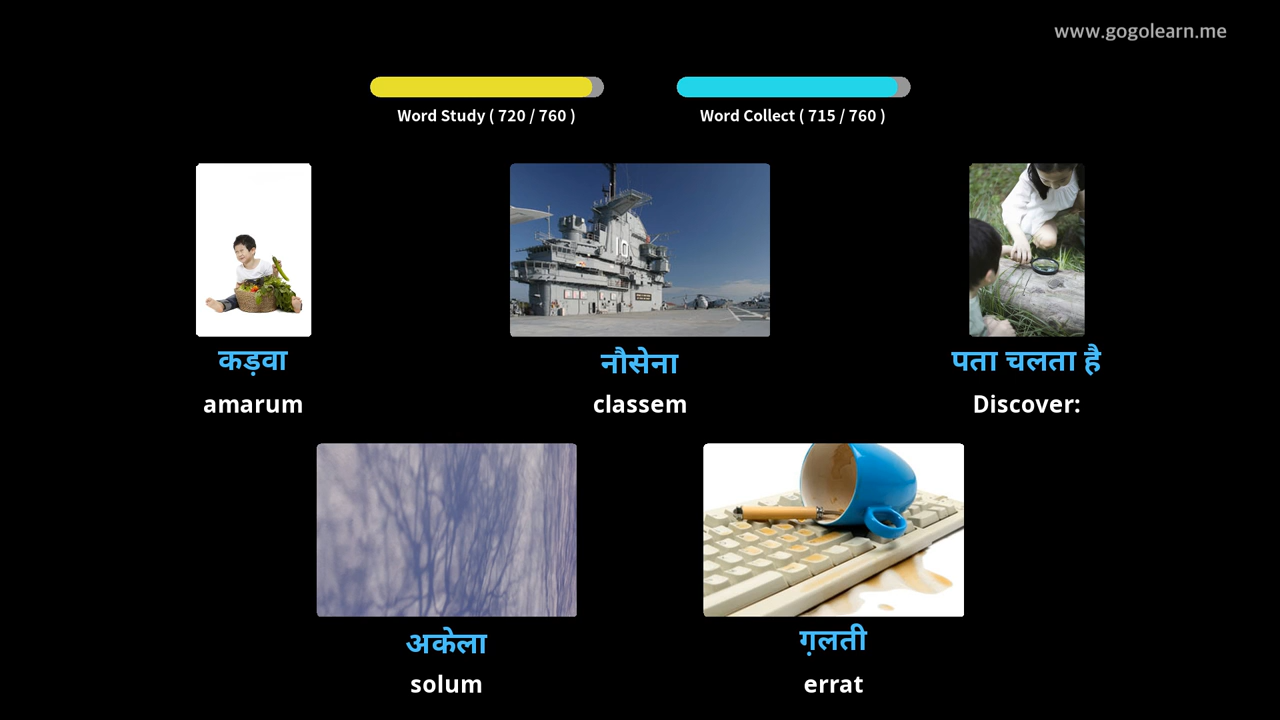 www.gogolearn.me
Word Study ( 720 / 760 )
Word Collect ( 715 / 760 )
कड़वा
amarum
नौसेना
classem
पता चलता है
Discover:
अकेला
solum
ग़लती
errat
10